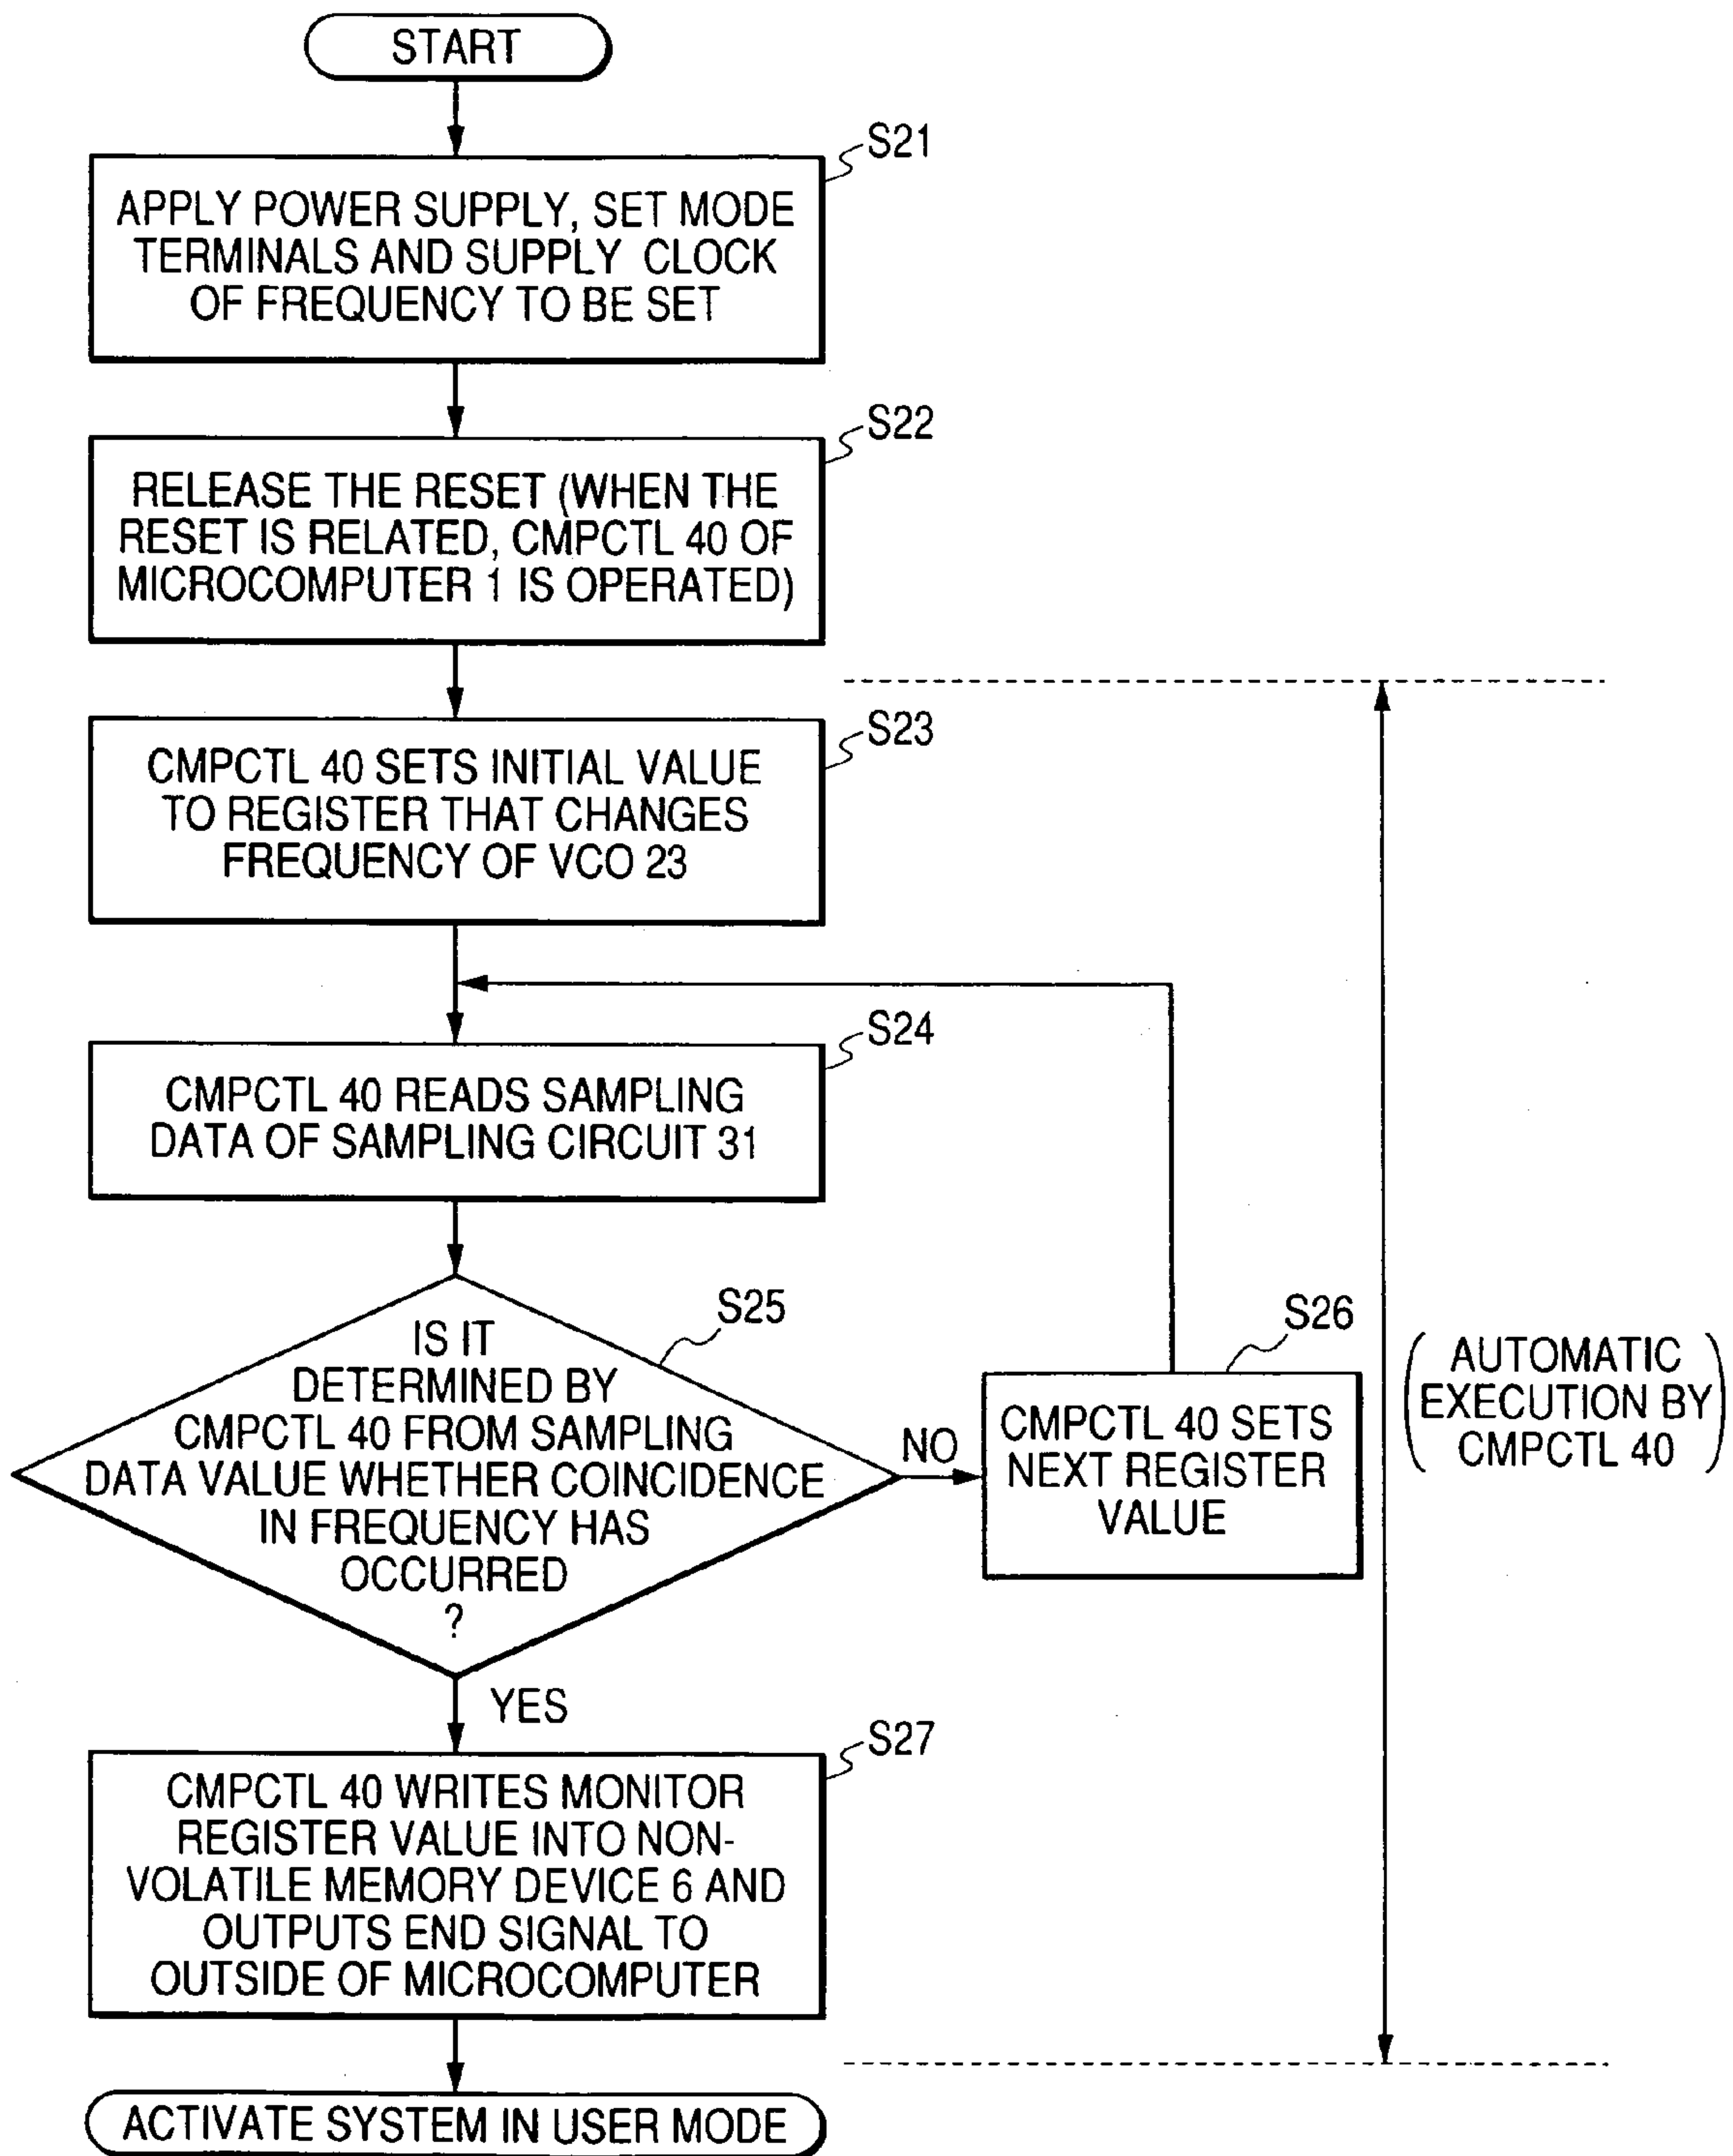 START
S21
APPLY POWER SUPPLY, SET MODE
TERMINALS AND SUPPLY CLOCK
OF FREQUENCY TO BE SET
S22
RELEASE THE RESET (WHEN THE
RESET IS RELATED, CMPCTL 40 OF
MICROCOMPUTER 1 IS OPERATED)
S23
CMPCTL 40 SETS INITIAL VALUE
TO REGISTER THAT CHANGES
FREQUENCY OF VCO 23
S24
CMPCTL 40 READS SAMPLING
DATA OF SAMPLING CIRCUIT 31
S25
IS IT
DETERMINED BY
CMPCTL 40 FROM SAMPLING
DATA VALUE WHETHER COINCIDENCE
IN FREQUENCY HAS
OCCURRED
?
NO
S26
CMPCTL 40 SETS
NEXT REGISTER
VALUE
(AUTOMATIC
EXECUTION BY
CMPCTL 40)
YES
S27
CMPCTL 40 WRITES MONITOR
REGISTER VALUE INTO NON-
VOLATILE MEMORY DEVICE 6 AND
OUTPUTS END SIGNAL TO
OUTSIDE OF MICROCOMPUTER
ACTIVATE SYSTEM IN USER MODE